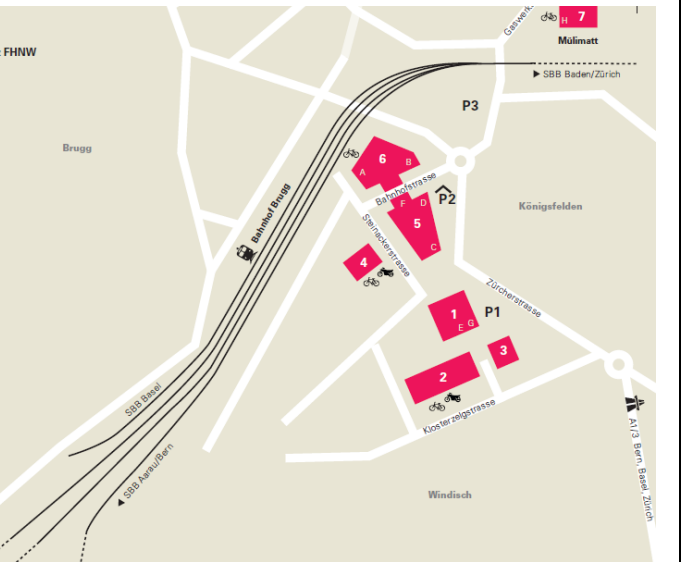 Gaswerks
H 7
Mülimatt
t FHNW
SBB Baden/Zürich
P3
Brugg
6
A
B
Bahnhofstrasse
P2
F D
5
C
Königsfelden
Bahnhof Brugg
Steinackerstrasse
4
Zürcherstrasse
1
E G
P1
3
2
SBB Basel
Klosterzelgstrasse
A1/3 Bern, Basel, Zürich
SBB Aarau/Bern
Windisch